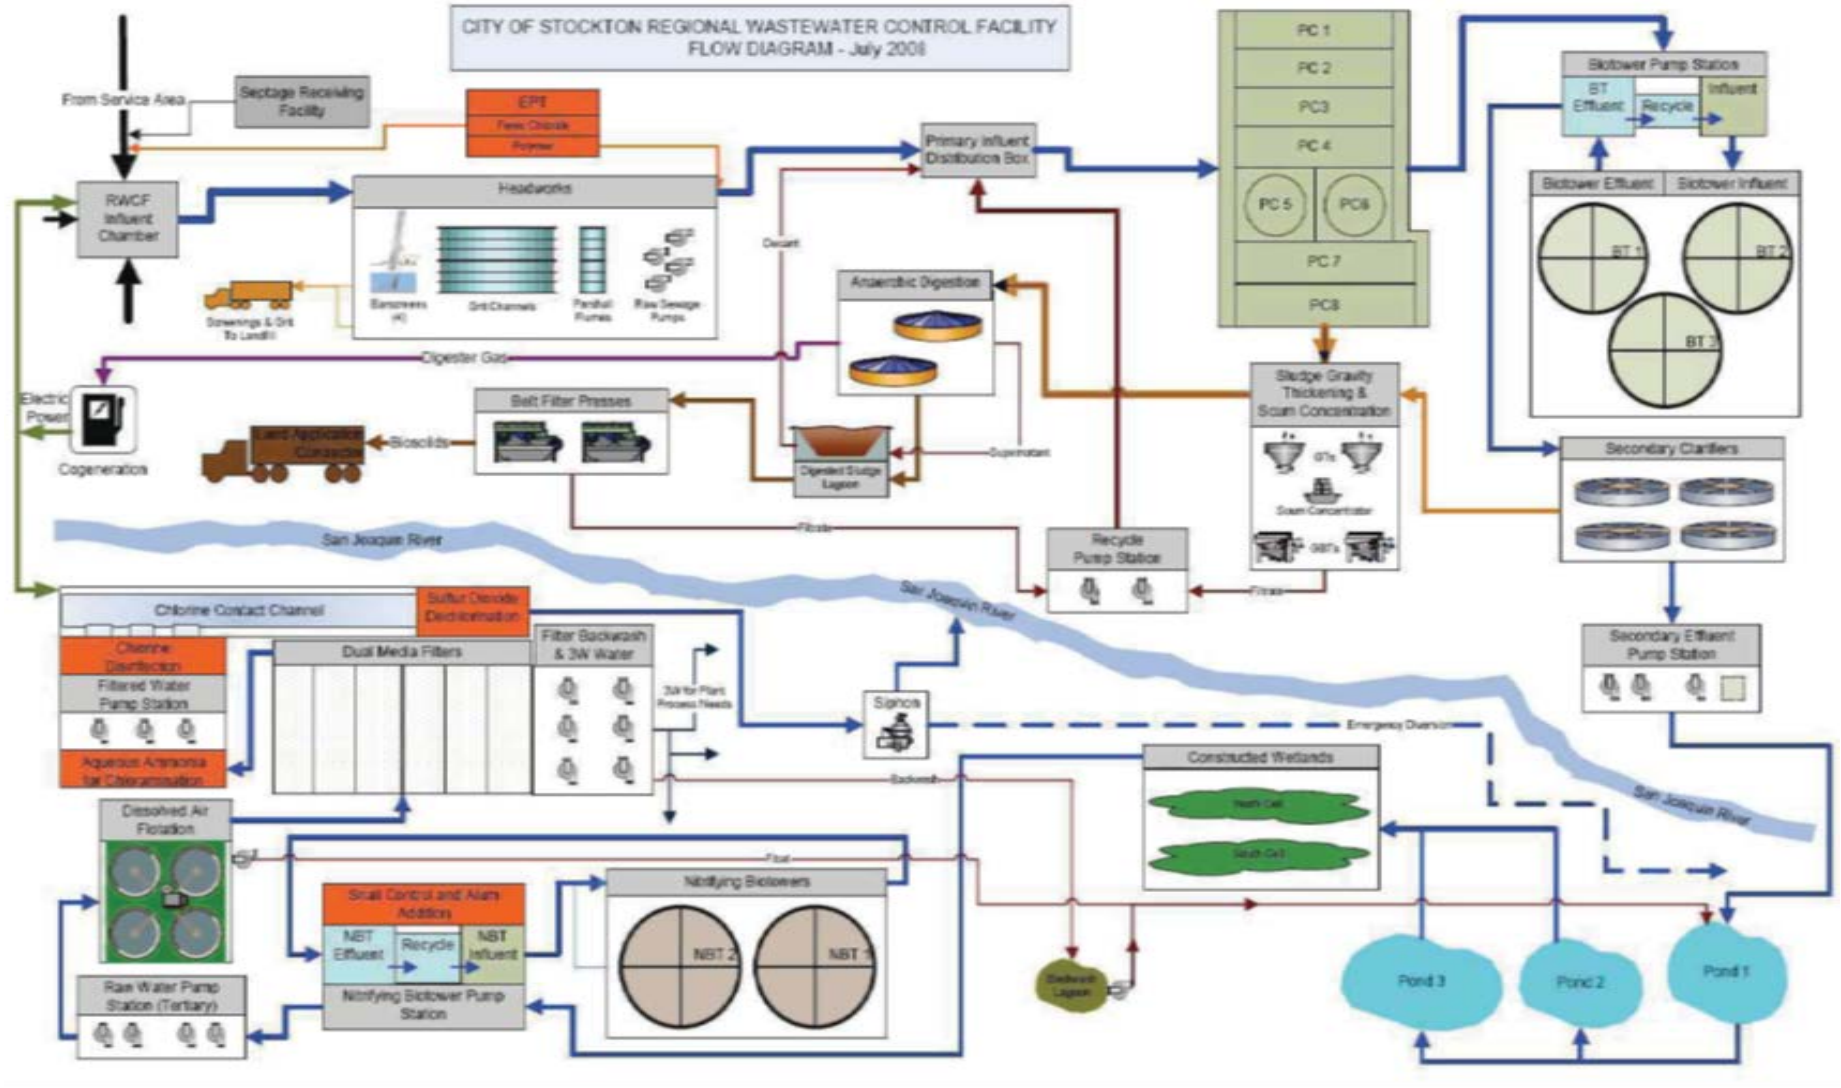 CITY OF STOCKTON REGIONAL WASTEWATER CONTROL FACILITY
FLOW DIAGRAM - July 2008
From Service Area
Septage Receiving
Facility
EPT
Ferric Chloride
Polymer
RWCF
Influent
Chamber
Headworks
Barscreens
(4)
Grit Channels
Parshall
Flumes
Raw Sewage
Pumps
Screenings & Grit
To Landfill
Primary Influent
Distribution Box
Decant
PC 1
PC 2
PC3
PC 4
PC 5
PC6
PC 7
PC8
Biotower Pump Station
BT
Effluent
Recycle
Influent
Biotower Effluent
Biotower Influent
BT 1
BT 2
BT 3
Anaerobic Digestion
Digester Gas
Electric
Power
Cogeneration
Land Application
Biosolids
Belt Filter Presses
Digested Sludge
Lagoon
Supernatant
Sludge Gravity
Thickening &
Scum Concentration
GTs
Scum Concentrator
GBTs
Secondary Clarifiers
Filtrate
Recycle
Pump Station
Filtrate
San Joaquin River
San Joaquin River
San Joaquin River
Secondary Effluent
Pump Station
Chlorine Contact Channel
Sulfur Dioxide
Dechlorination
Chlorine
Disinfection
Filtered Water
Pump Station
Aqueous Ammonia
for Chloramination
Dual Media Filters
Filter Backwash
& 3W Water
3W for Plant
Process Needs
Siphon
Emergency Diversion
Backwash
Constructed Wetlands
North Cell
South Cell
Dissolved Air
Flotation
Float
Snail Control and Alum
Addition
NBT
Effluent
Recycle
NBT
Influent
Nitrifying Biotower Pump
Station
Nitrifying Biotowers
NBT 2
NBT 1
Raw Water Pump
Station (Tertiary)
Backwash
Lagoon
Pond 3
Pond 2
Pond 1